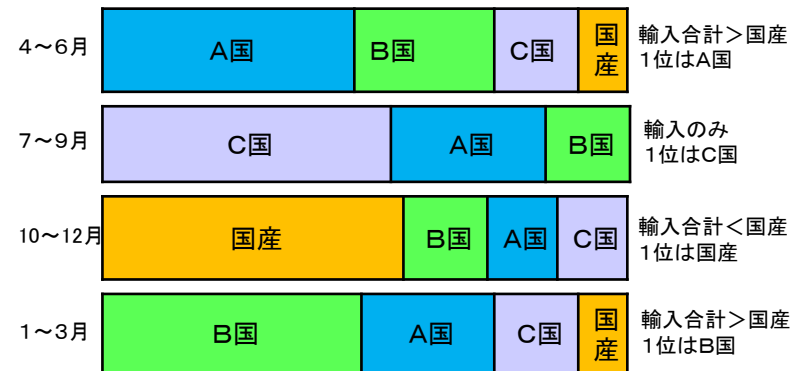 4～6月
A国
B国
C国
国産
輸入合計＞国産
1位はA国
7～9月
C国
A国
B国
輸入のみ
1位はC国
10～12月
国産
B国
A国
C国
輸入合計＜国産
1位は国産
1～3月
B国
A国
C国
国産
輸入合計＞国産
1位はB国